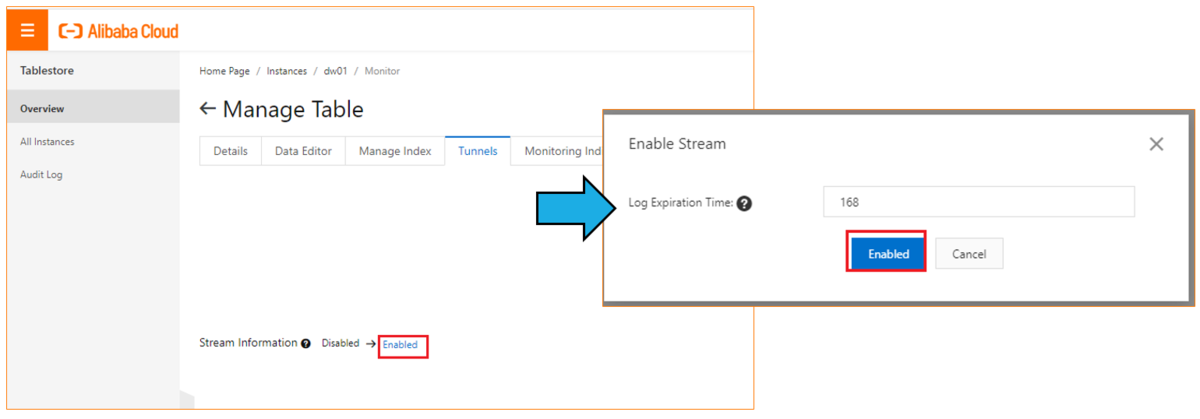 Alibaba Cloud
Tablestore
Overview
All Instances
Audit Log
Home Page / Instances / dw01 / Monitor
← Manage Table
Details
Data Editor
Manage Index
Tunnels
Monitoring Ind
Stream Information ? Disabled → Enabled
Enable Stream
Log Expiration Time: ? 168
Enabled
Cancel